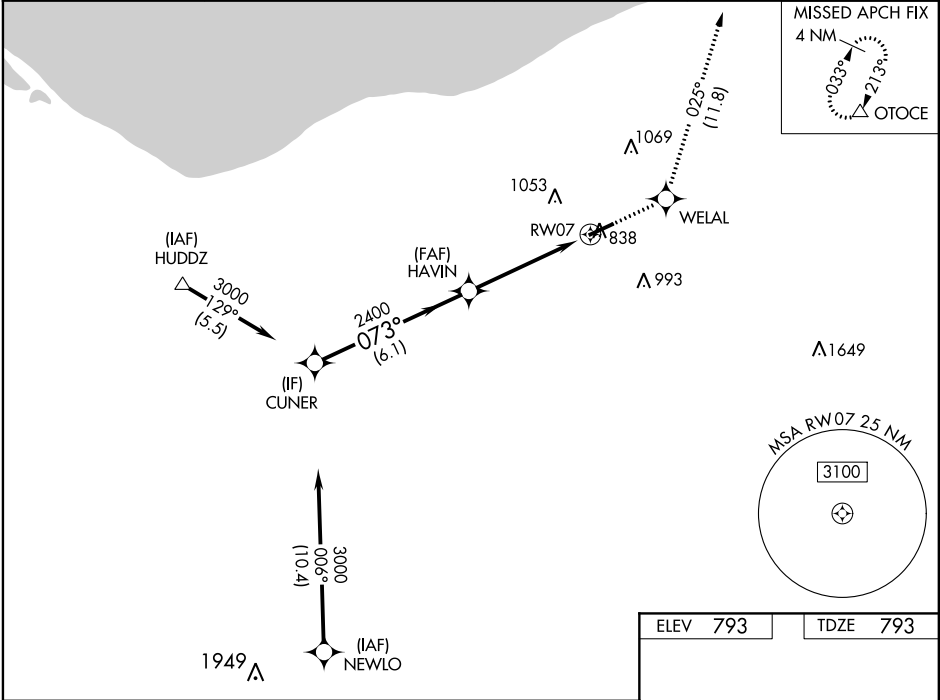 MISSED APCH FIX
4 NM
033°
213°
OTOCE
025°
(11.8)
1069
1053
WELAL
RW07
838
(IAF)
HUDDZ
(FAF)
HAVIN
993
3000
129°
(5.5)
2400
073°
(6.1)
1649
(IF)
CUNER
MSA RW07 25 NM
3100
3000
006°
(10.4)
ELEV 793
TDZE 793
(IAF)
NEWLO
1949